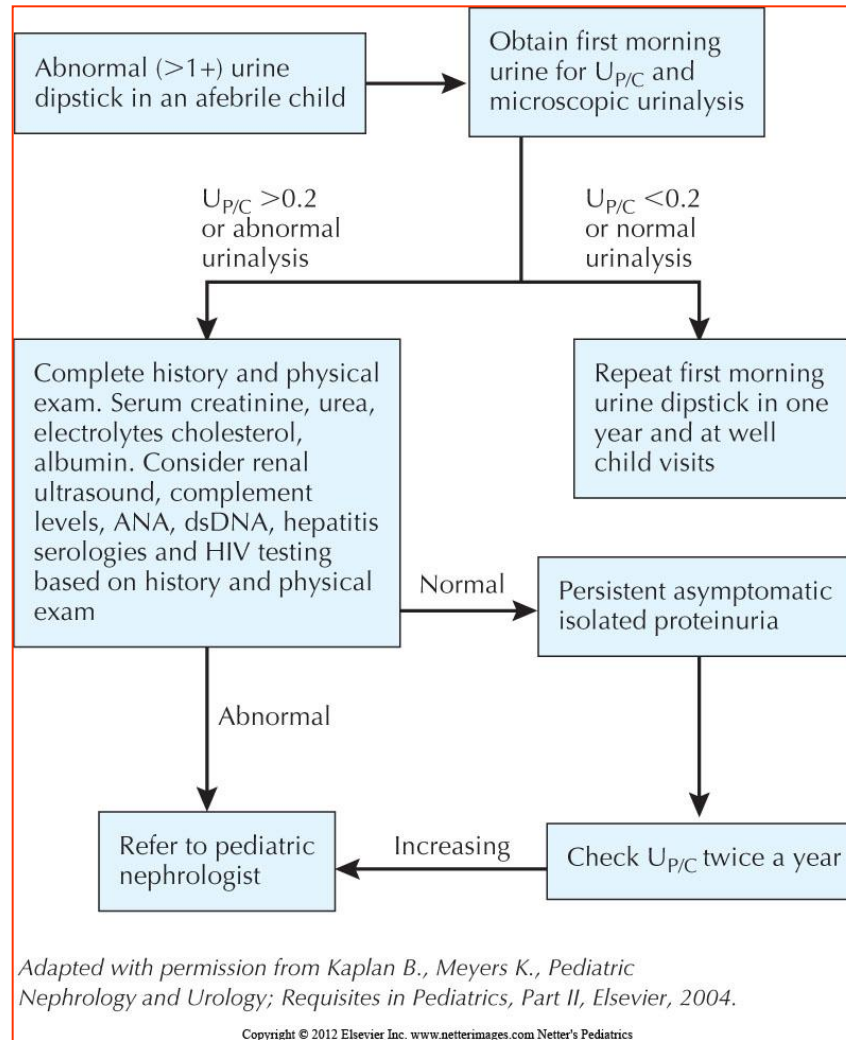 Abnormal (>1+) urine
dipstick in an afebrile child
Obtain first morning
urine for UP/C and
microscopic urinalysis
UP/C >0.2
or abnormal
urinalysis
UP/C <0.2
or normal
urinalysis
Complete history and physical
exam. Serum creatinine, urea,
electrolytes cholesterol,
albumin. Consider renal
ultrasound, complement
levels, ANA, dsDNA, hepatitis
serologies and HIV testing
based on history and physical
exam
Repeat first morning
urine dipstick in one
year and at well
child visits
Normal
Persistent asymptomatic
isolated proteinuria
Abnormal
Refer to pediatric
nephrologist
Increasing
Check UP/C twice a year
Adapted with permission from Kaplan B., Meyers K., Pediatric
Nephrology and Urology; Requisites in Pediatrics, Part II, Elsevier, 2004.
Copyright © 2012 Elsevier Inc. www.netterimages.com Netter's Pediatrics